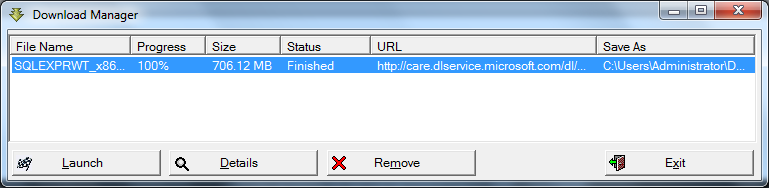 Download Manager
File Name Progress Size Status URL Save As
SQLEXPRWT_x86... 100% 706.12 MB Finished http://care.dlservice.microsoft.com/dl/... C:\Users\Administrator\D...
Launch Details Remove Exit